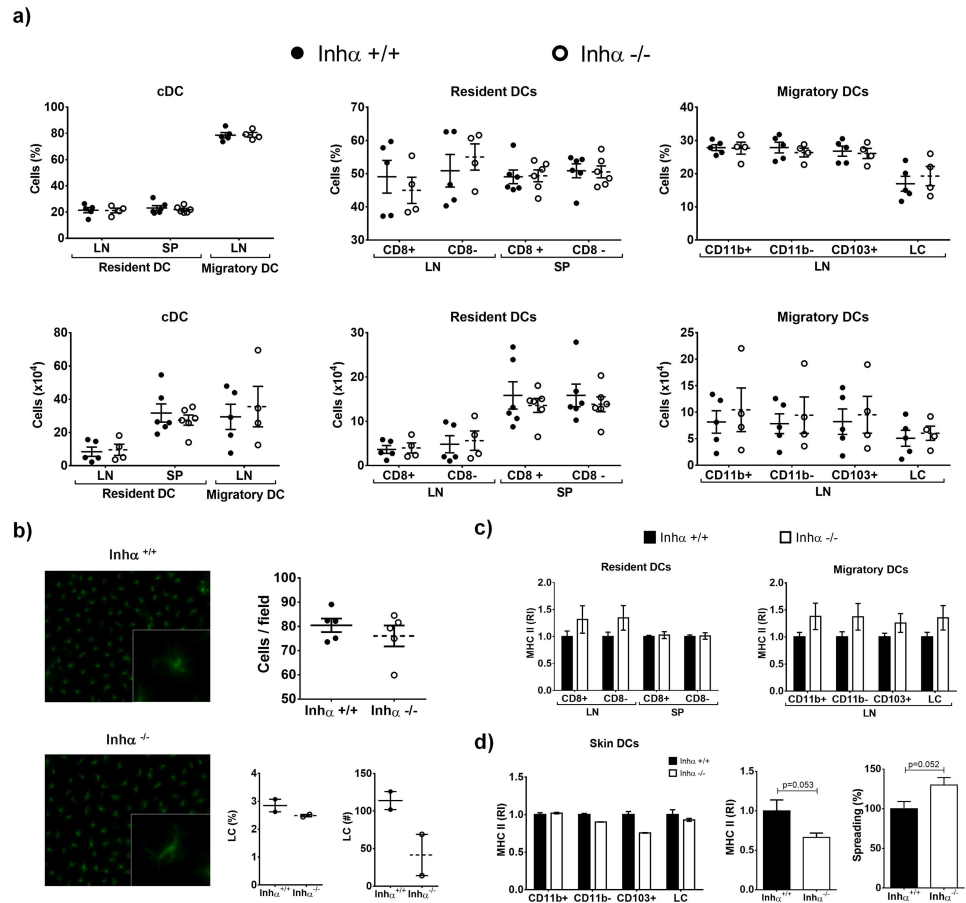 a)
Inhα +/+ Inhα -/-
cDC
Cells (%)
100
80
60
40
20
0
LN SP LN
Resident DC Migratory DC
Resident DCs
Cells (%)
70
60
50
40
30
CD8+ CD8- CD8 + CD8 -
LN SP
Migratory DCs
Cells (%)
40
30
20
10
0
CD11b+ CD11b- CD103+ LC
LN
cDC
Cells (x10⁴)
80
60
40
20
0
LN SP LN
Resident DC Migratory DC
Resident DCs
Cells (x10⁴)
30
20
10
0
CD8+ CD8- CD8 + CD8 -
LN SP
Migratory DCs
Cells (x10⁴)
25
20
15
10
5
0
CD11b+ CD11b- CD103+ LC
LN
b)
Inhα +/+
Cells / field
100
90
80
70
60
50
Inhα +/+ Inhα -/-
Inhα -/-
LC (%)
4
3
2
1
0
Inhα+/+ Inhα-/-
LC (#)
150
100
50
0
Inhα+/+ Inhα-/-
c)
Inhα +/+ Inhα -/-
Resident DCs
MHC II (RI)
2.0
1.5
1.0
0.5
0.0
CD8+ CD8- CD8+ CD8-
LN SP
Migratory DCs
MHC II (RI)
2.0
1.5
1.0
0.5
0.0
CD11b+ CD11b- CD103+ LC
LN
d)
Skin DCs
Inhα +/+
Inhα -/-
MHC II (RI)
1.5
1.0
0.5
0.0
CD11b+ CD11b- CD103+ LC
MHC II (RI)
1.5
1.0
0.5
0.0
p=0.053
Inhα+/+ Inhα-/-
Spreading (%)
150
100
50
0
p=0.052
Inhα+/+ Inhα-/-